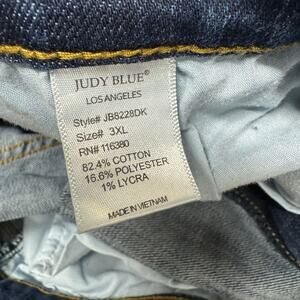 JUDY BLUE®
LOS ANGELES
Style# JB8228DK
Size# 3XL
RN# 116380
82.4% COTTON
16.6% POLYESTER
1% LYCRA
MADE IN VIETNAM